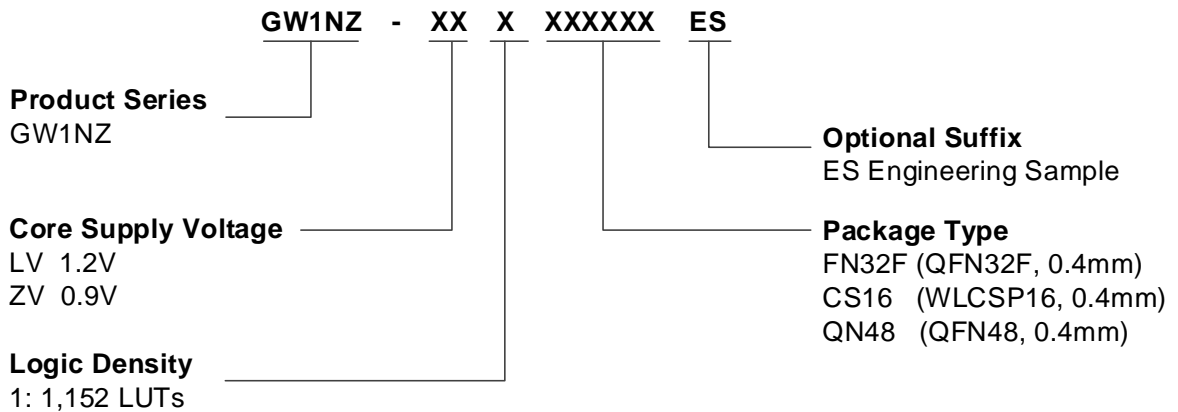 GW1NZ - XX X XXXXXX ES
Product Series
GW1NZ
Optional Suffix
ES Engineering Sample
Core Supply Voltage
LV 1.2V
ZV 0.9V
Package Type
FN32F (QFN32F, 0.4mm)
CS16 (WLCSP16, 0.4mm)
QN48 (QFN48, 0.4mm)
Logic Density
1: 1,152 LUTs